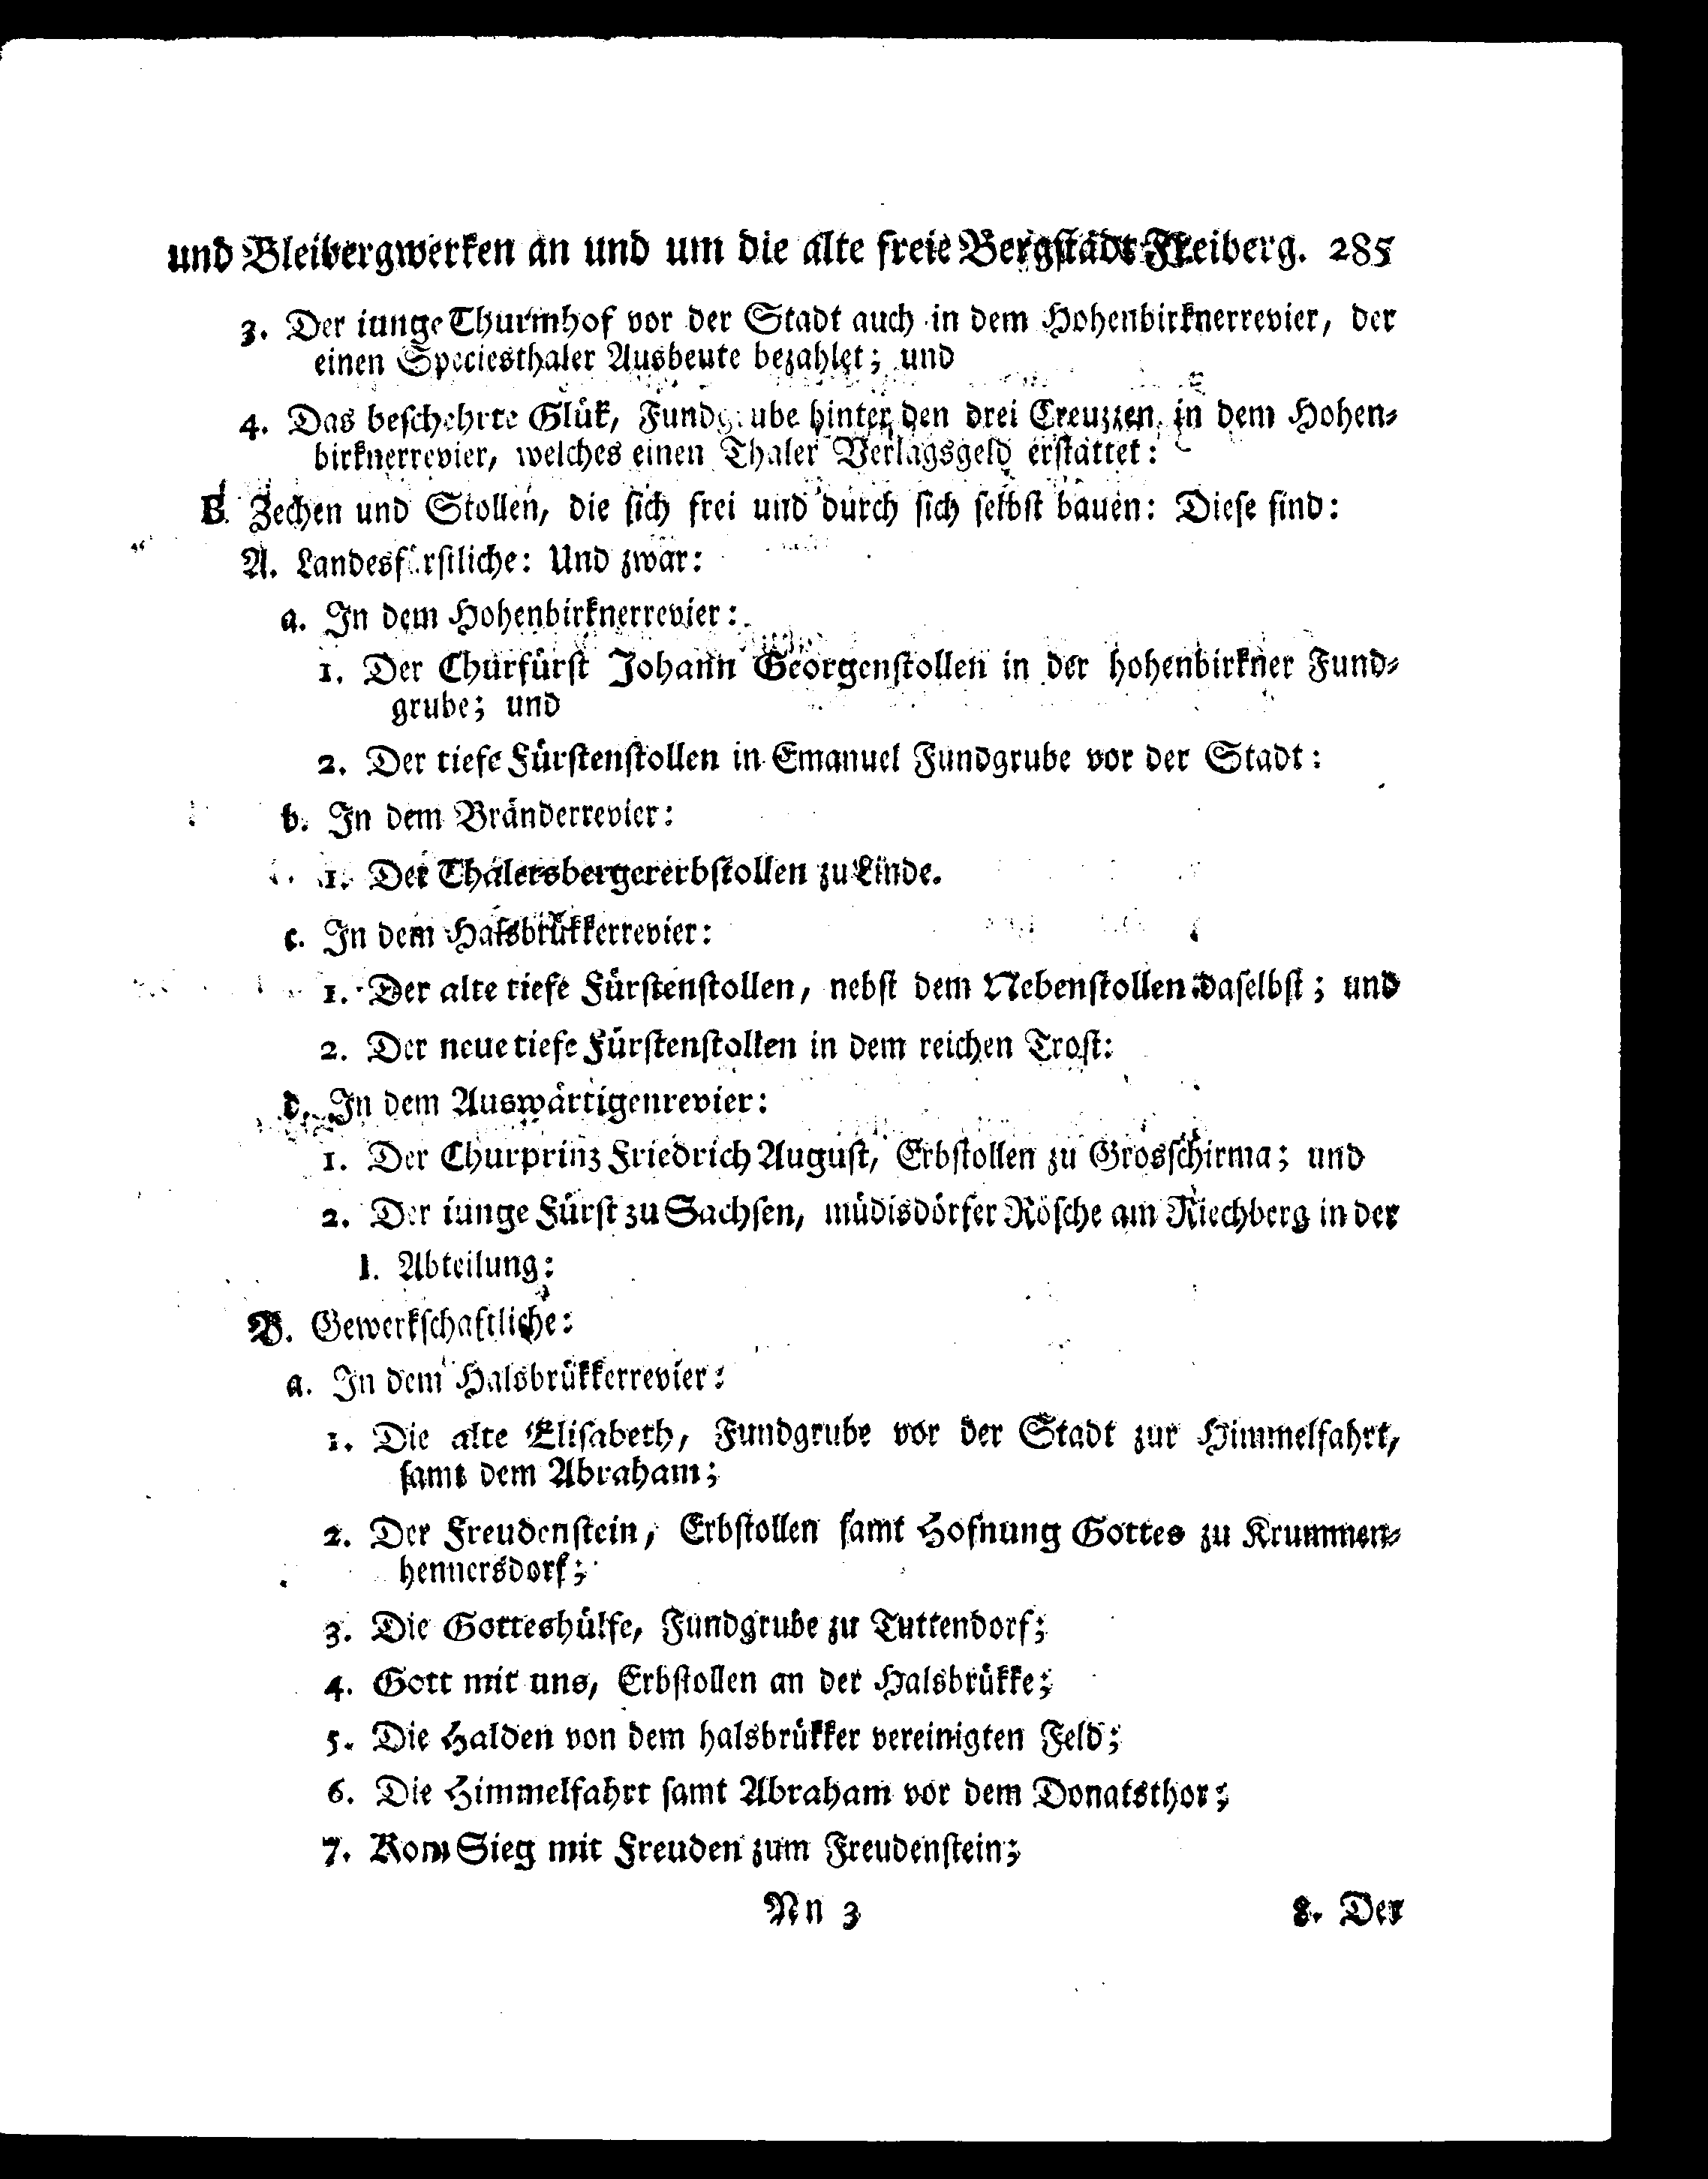 und Bleibergwerken an und um die alte freie Bergstadt Freiberg. 285
3. Der iunge Thurmhof vor der Stadt auch in dem Hohenbirknerrevier, der
einen Speciesthaler Ausbeute bezahlet; und
4. Das beschehrte Glük, Fundgrube hinter den drei Creuzzen in dem Hohen-
birknerrevier, welches einen Thaler Verlagsgeld erstattet:
B. Zechen und Stollen, die sich frei und durch sich selbst bauen: Diese sind:
A. Landesfürstliche: Und zwar:
a. In dem Hohenbirknerrevier:
1. Der Churfürst Johann Georgenstollen in der hohenbirkner Fund-
grube; und
2. Der tiefe Fürstenstollen in Emanuel Fundgrube vor der Stadt:
b. In dem Bränderrevier:
1. Der Thälersbergererbstollen zu Linde.
c. In dem Halsbrükkerrevier:
1. Der alte tiefe Fürstenstollen, nebst dem Nebenstollen daselbst; und
2. Der neue tiefe Fürstenstollen in dem reichen Trost:
d. In dem Auswärtigenrevier:
1. Der Churprinz Friedrich August, Erbstollen zu Grosschirma; und
2. Der iunge Fürst zu Sachsen, müdisdörfer Rösche am Riechberg in der
1. Abteilung:
B. Gewerkschaftliche:
a. In dem Halsbrükkerrevier:
1. Die alte Elisabeth, Fundgrube vor der Stadt zur Himmelfahrt,
samt dem Abraham;
2. Der Freudenstein, Erbstollen samt Hofnung Gottes zu Krummen-
hennersdorf;
3. Die Gotteshülfe, Fundgrube zu Tuttendorf;
4. Gott mit uns, Erbstollen an der Halsbrükke;
5. Die Halden von dem halsbrükker vereinigten Feld;
6. Die Himmelfahrt samt Abraham vor dem Donatsthor;
7. Kom Sieg mit Freuden zum Freudenstein;
Nn 3 8. Der